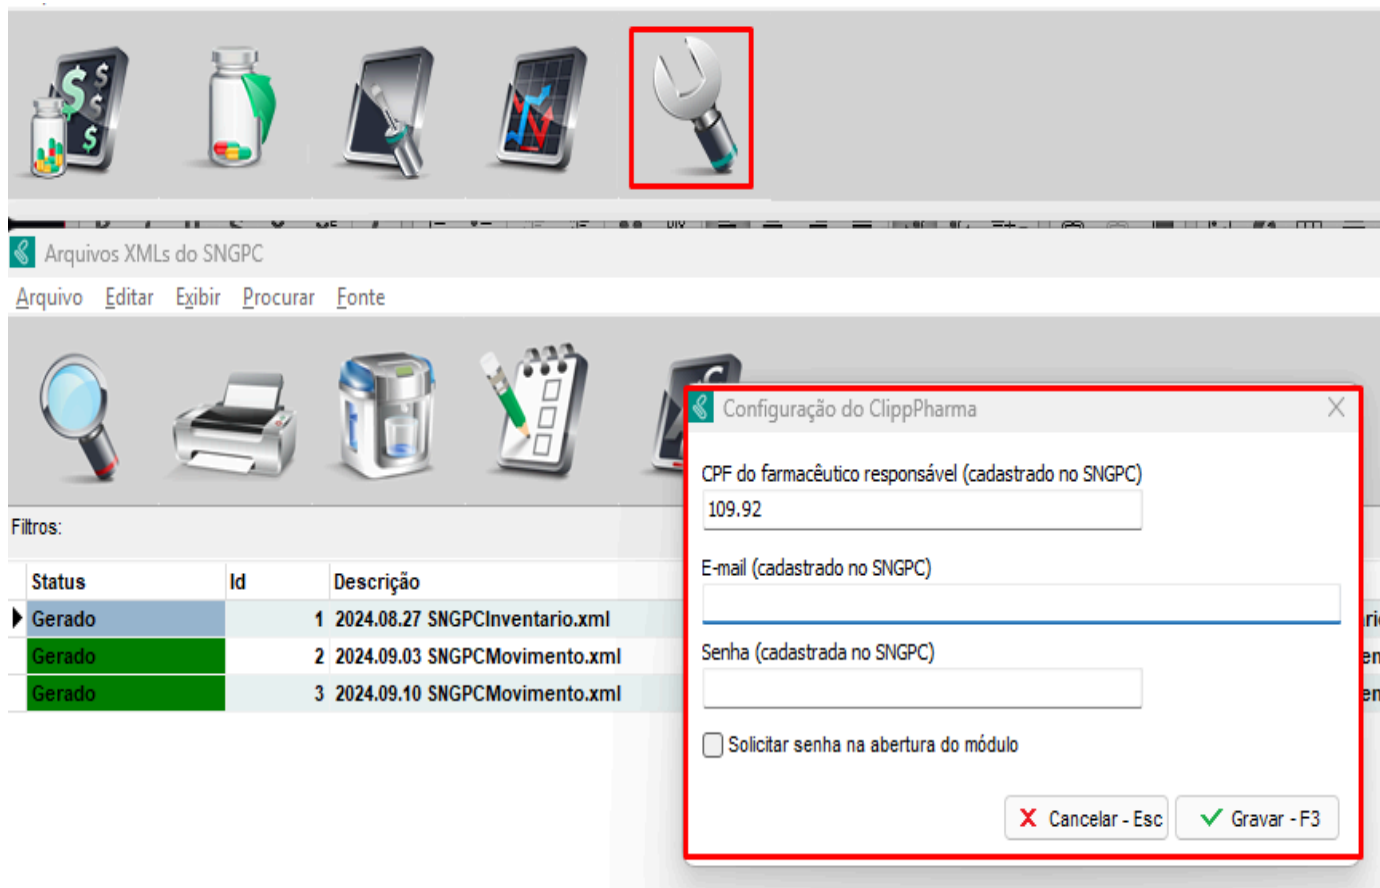 Arquivos XMLs do SNGPC
Arquivo Editar Exibir Procurar Fonte
Configuração do ClippPharma
CPF do farmacêutico responsável (cadastrado no SNGPC)
109.92
E-mail (cadastrado no SNGPC)
Senha (cadastrada no SNGPC)
Solicitar senha na abertura do módulo
Cancelar - Esc
Gravar - F3
Filtros:
Status Id Descrição
Gerado 1 2024.08.27 SNGPCInventario.xml
Gerado 2 2024.09.03 SNGPCMovimento.xml
Gerado 3 2024.09.10 SNGPCMovimento.xml